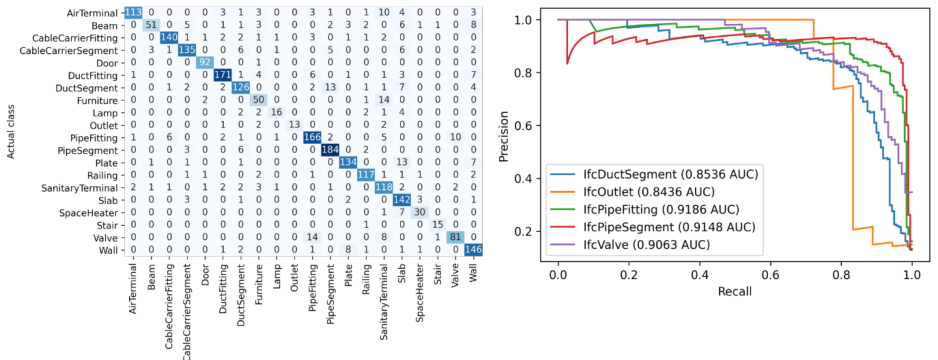 Actual class
AirTerminal 113 0 0 0 0 3 1 3 0 0 3 1 0 1 10 4 0 0 0 3
Beam 0 51 0 5 0 1 1 3 0 0 0 2 3 0 2 6 1 1 0 8
CableCarrierFitting 0 0 140 1 1 2 2 1 1 0 3 0 1 1 2 0 0 0 0 0
CableCarrierSegment 0 3 1 135 0 0 6 0 1 0 0 5 0 1 0 6 0 0 0 2
Door 0 0 0 0 92 0 0 1 0 0 0 0 0 0 0 0 0 0 0 0
DuctFitting 1 0 0 0 0 171 1 4 0 0 6 0 1 0 1 3 1 0 0 7
DuctSegment 0 0 1 2 0 2 126 0 0 0 2 13 0 1 1 7 0 0 0 4
Furniture 0 0 0 0 2 0 0 50 0 0 0 0 0 1 14 0 0 0 0 0
Lamp 0 0 0 0 0 0 2 2 16 0 0 0 0 2 1 4 0 0 0 0
Outlet 0 0 0 0 0 1 0 2 0 13 0 0 0 0 2 0 0 0 0 0
PipeFitting 1 0 6 0 0 2 1 0 0 0 166 2 0 0 5 0 0 0 10 0
PipeSegment 0 0 0 3 0 0 6 0 0 0 0 184 0 2 0 0 0 0 0 0
Plate 0 1 0 1 0 0 1 0 0 0 0 0 134 0 0 13 0 0 0 7
Railing 0 0 0 1 1 0 0 2 0 0 0 0 0 117 1 1 0 0 0 2
SanitaryTerminal 2 1 1 0 1 2 2 3 1 0 1 0 0 0 118 2 0 0 2 0
Slab 0 0 0 3 0 0 1 0 0 0 0 0 2 0 0 142 3 0 0 1
SpaceHeater 0 0 0 0 0 0 0 0 0 0 0 0 0 0 1 7 30 0 0 0
Stair 0 0 0 0 0 0 0 0 0 0 0 0 0 0 0 0 0 15 0 0
Valve 0 0 0 0 0 0 0 0 0 0 14 0 0 0 8 0 0 1 81 0
Wall 0 0 0 0 0 1 2 0 0 0 0 0 8 0 1 1 1 0 0 146
AirTerminal
Beam
CableCarrierFitting
CableCarrierSegment
Door
DuctFitting
DuctSegment
Furniture
Lamp
Outlet
PipeFitting
PipeSegment
Plate
Railing
SanitaryTerminal
Slab
SpaceHeater
Stair
Valve
Wall
Precision
1.0
0.8
0.6
0.4
0.2
IfcDuctSegment (0.8536 AUC)
IfcOutlet (0.8436 AUC)
IfcPipeFitting (0.9186 AUC)
IfcPipeSegment (0.9148 AUC)
IfcValve (0.9063 AUC)
0.0 0.2 0.4 0.6 0.8 1.0
Recall